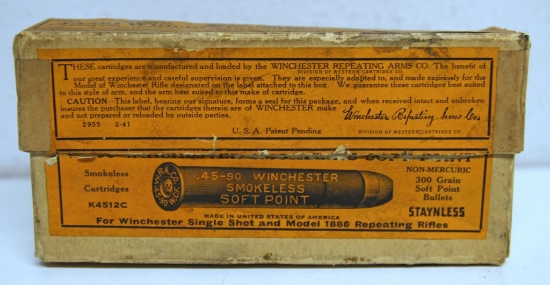 THESE cartridges are manufactured and loaded by the WINCHESTER REPEATING ARMS CO. The benefit of
DIVISION OF WESTERN CARTRIDGE CO.
our great experience and careful supervision is given. They are especially adapted to, and made expressly for the
Model of Winchester Rifle designated on the label attached to this box. We guarantee these cartridges best suited
to this style of arm, and the arm best suited to this make of cartridge.
CAUTION—This label, bearing our signature, forms a seal for this package, and when received intact and unbroken
insures the purchaser that the cartridges therein are of WINCHESTER make
and not prepared or reloaded by outside parties.
Winchester Repeating Arms Co.
2955 2-41
U.S.A. Patent Pending
DIVISION OF WESTERN CARTRIDGE CO.
SOFT POINT
Smokeless
Cartridges
K4512C
W.R.A. CO.
.45-90 W.C.F.
.45-90 WINCHESTER
SMOKELESS
SOFT POINT
NON-MERCURIC
300 Grain
Soft Point
Bullets
STAYNLESS
MADE IN UNITED STATES OF AMERICA
For Winchester Single Shot and Model 1886 Repeating Rifles